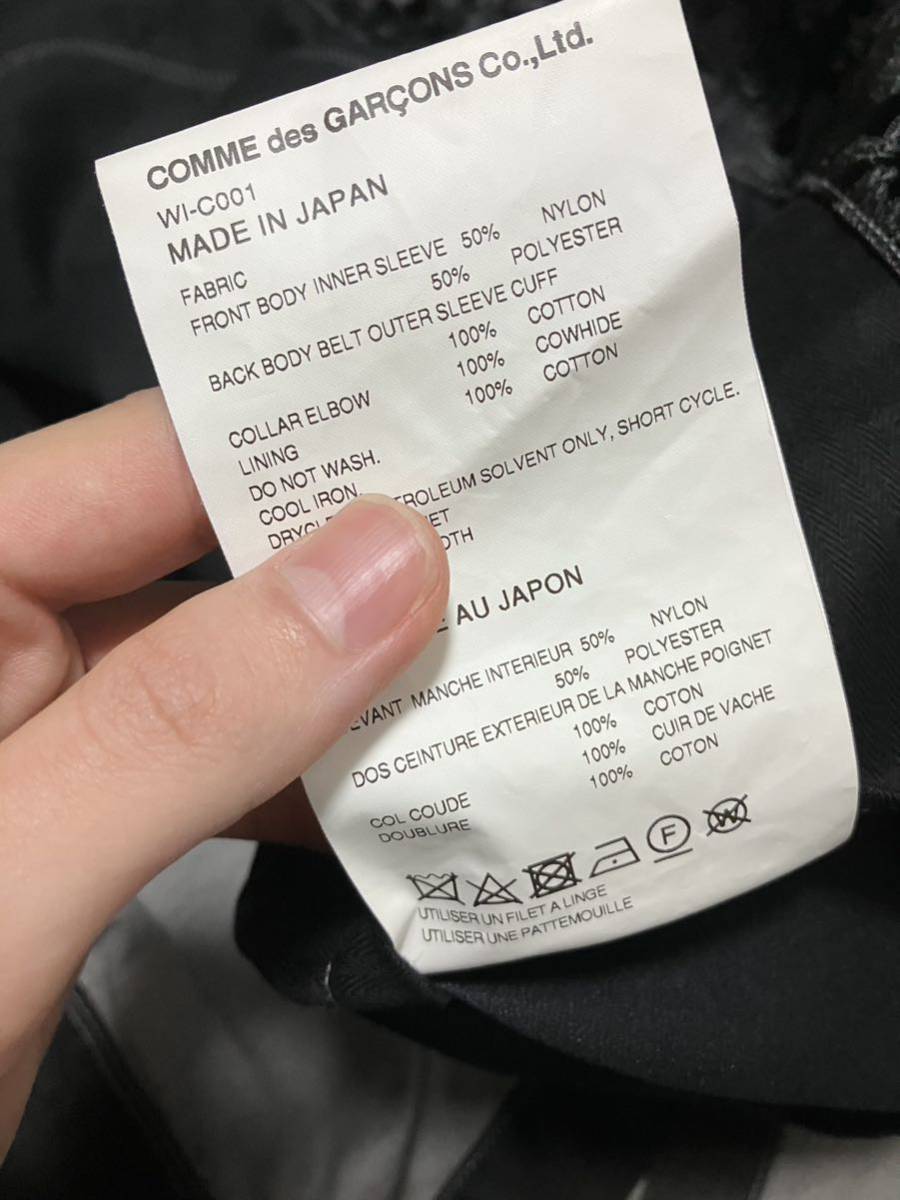 COMME des GARÇONS Co.,Ltd.
WI-C001
MADE IN JAPAN
FABRIC
FRONT BODY INNER SLEEVE 50% NYLON
50% POLYESTER
BACK BODY BELT OUTER SLEEVE CUFF
100% COTTON
COLLAR ELBOW 100% COWHIDE
LINING 100% COTTON
DO NOT WASH.
COOL IRON.
SOLVENT ONLY, SHORT CYCLE.
AU JAPON
MANCHE INTERIEUR 50% NYLON
50% POLYESTER
DOS CEINTURE EXTERIEUR DE LA MANCHE POIGNET
100% COTON
COL COUDE 100% CUIR DE VACHE
DOUBLURE 100% COTON
F W
UTILISER UN FILET A LINGE
UTILISER UNE PATTEMOUILLE